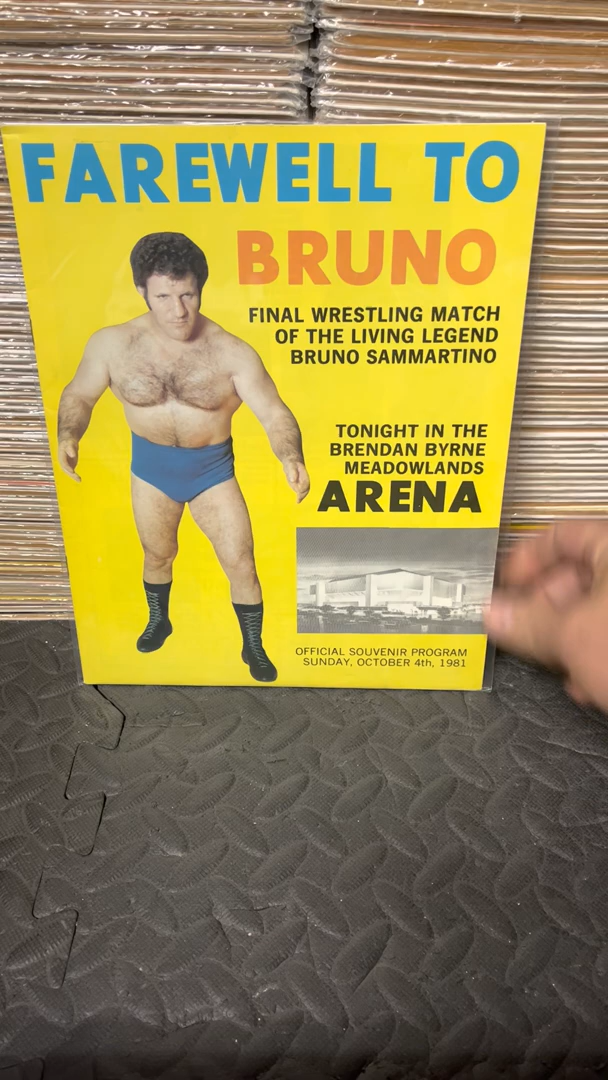 FAREWELL TO
BRUNO
FINAL WRESTLING MATCH
OF THE LIVING LEGEND
BRUNO SAMMARTINO
TONIGHT IN THE
BRENDAN BYRNE
MEADOWLANDS
ARENA
OFFICIAL SOUVENIR PROGRAM
SUNDAY, OCTOBER 4th, 1981